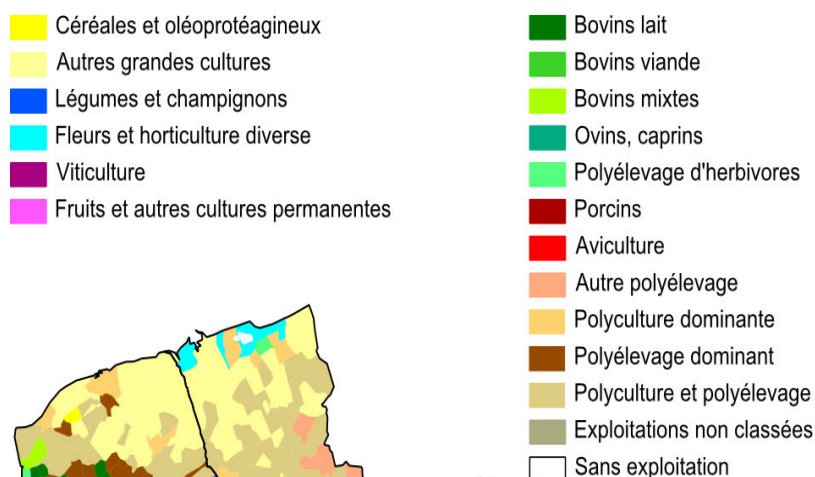 Céréales et oléoprotéagineux
Autres grandes cultures
Légumes et champignons
Fleurs et horticulture diverse
Viticulture
Fruits et autres cultures permanentes
Bovins lait
Bovins viande
Bovins mixtes
Ovins, caprins
Polyélevage d'herbivores
Porcins
Aviculture
Autre polyélevage
Polyculture dominante
Polyélevage dominant
Polyculture et polyélevage
Exploitations non classées
Sans exploitation